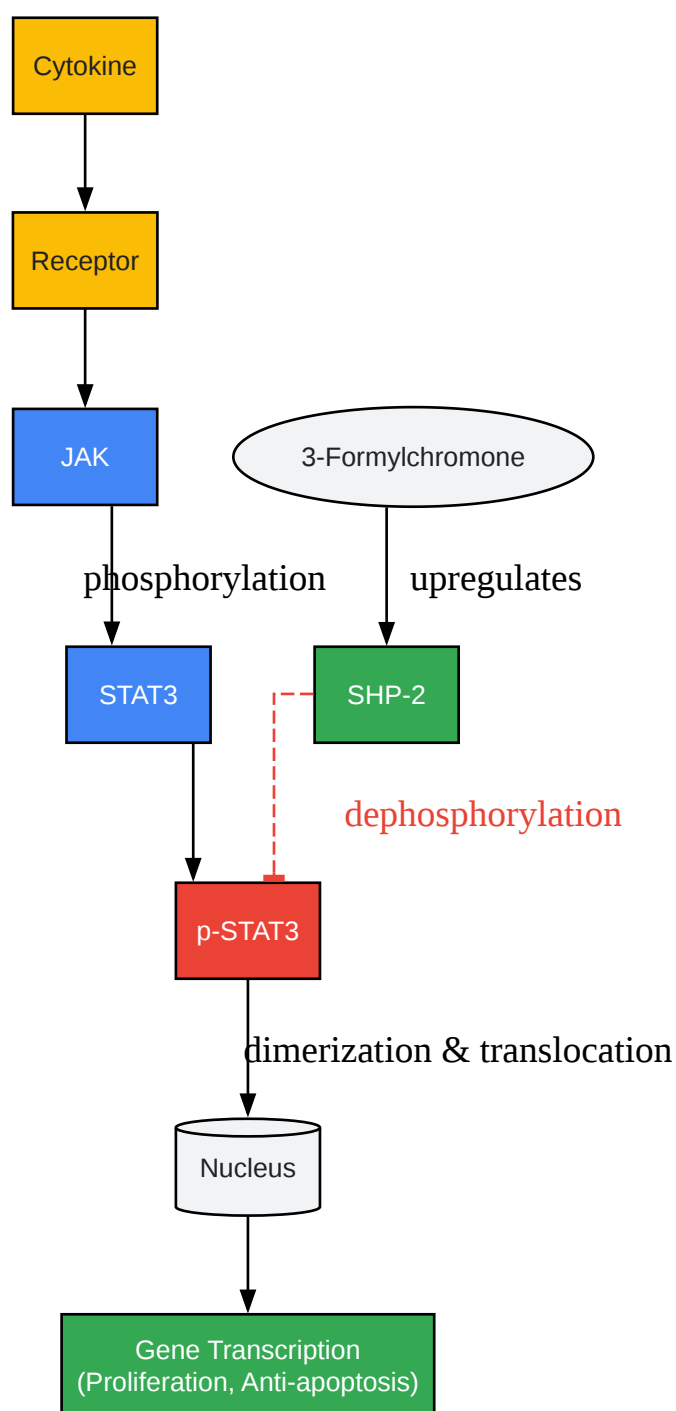 Cytokine
Receptor
JAK
3-Formylchromone
phosphorylation
upregulates
STAT3
SHP-2
dephosphorylation
p-STAT3
dimerization & translocation
Nucleus
Gene Transcription
(Proliferation, Anti-apoptosis)